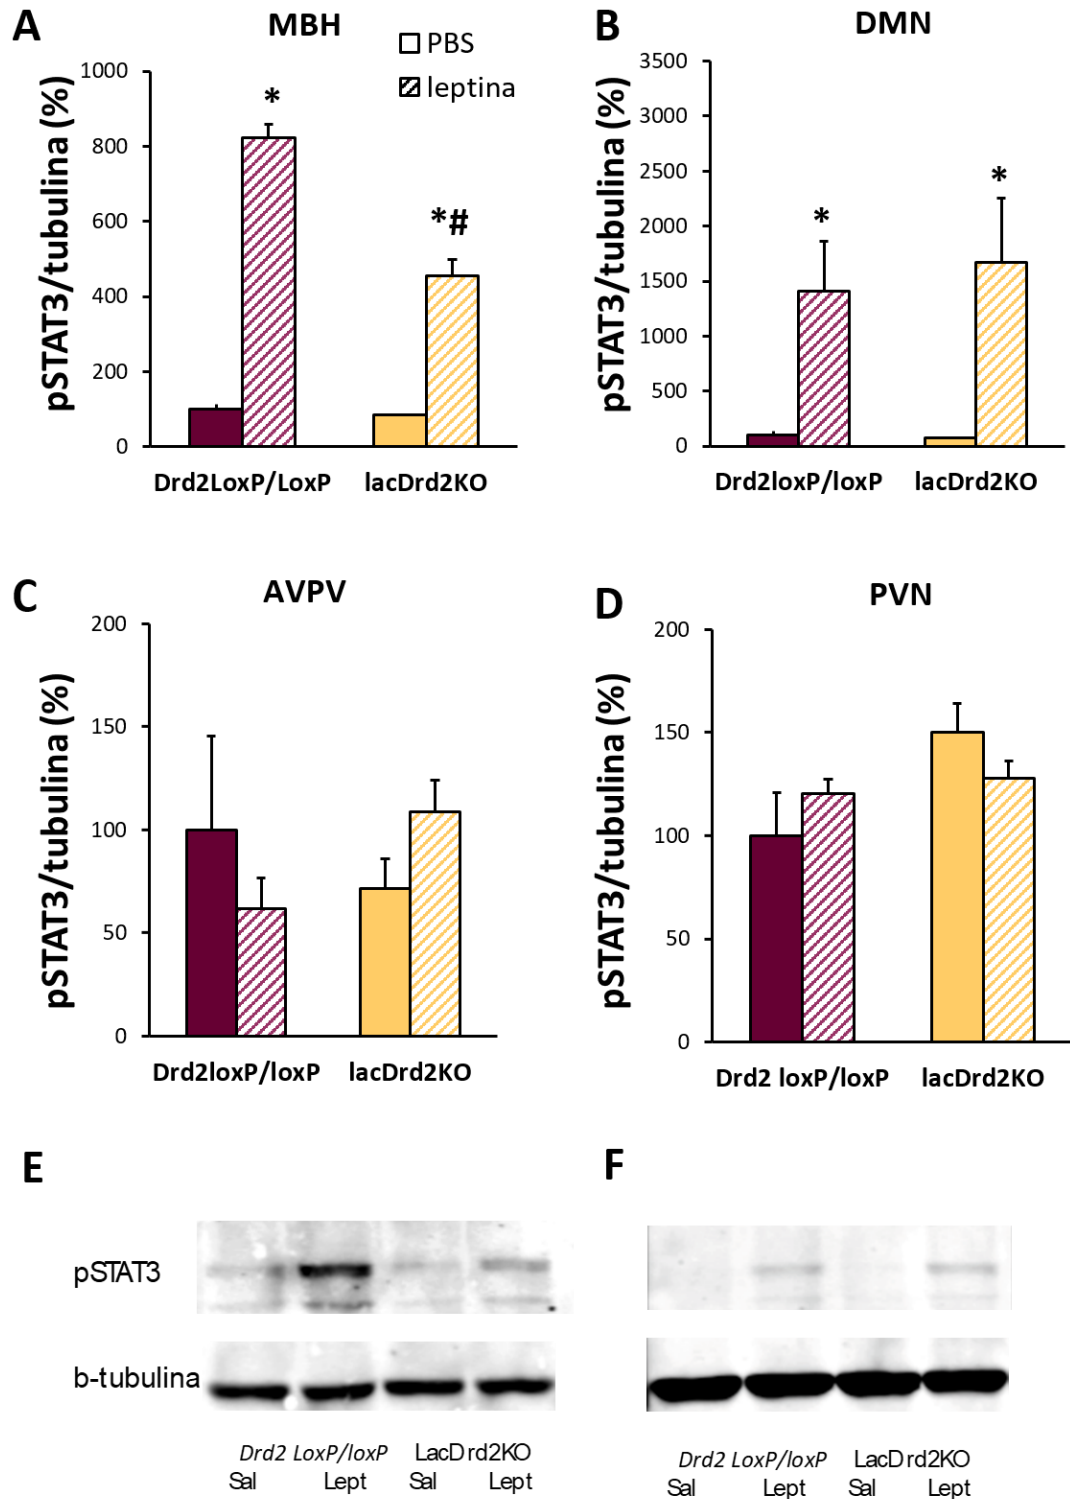 A
MBH
PBS
leptina
pSTAT3/tubulina (%)
1000
800
600
400
200
0
*
*#
Drd2LoxP/LoxP
lacDrd2KO
B
DMN
pSTAT3/tubulina (%)
3500
3000
2500
2000
1500
1000
500
0
*
*
Drd2loxP/loxP
lacDrd2KO
C
AVPV
pSTAT3/tubulina (%)
200
150
100
50
0
Drd2loxP/loxP
lacDrd2KO
D
PVN
pSTAT3/tubulina (%)
200
150
100
50
0
Drd2 loxP/loxP
lacDrd2KO
E
pSTAT3
b-tubulina
Drd2 LoxP/loxP
LacDrd2KO
Sal Lept Sal Lept
F
Drd2 LoxP/loxP
LacDrd2KO
Sal Lept Sal Lept